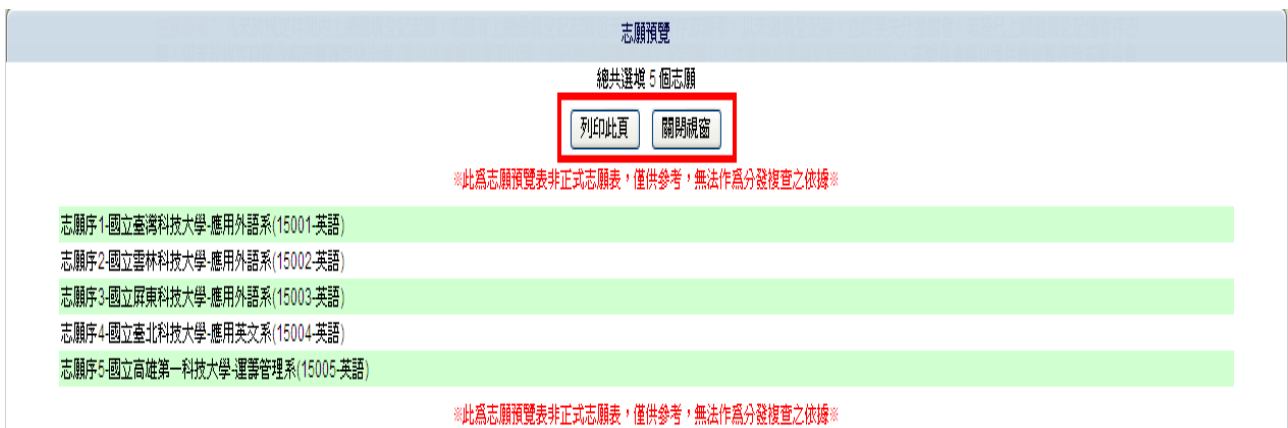 志願預覽
總共選塡 5 個志願
列印此頁 關閉視窗
※此爲志願預覽表非正式志願表，僅供參考，無法作爲分發複查之依據※
志願序1-國立臺灣科技大學-應用外語系(15001-英語)
志願序2-國立雲林科技大學-應用外語系(15002-英語)
志願序3-國立屏東科技大學-應用外語系(15003-英語)
志願序4-國立臺北科技大學-應用英文系(15004-英語)
志願序5-國立高雄第一科技大學-運籌管理系(15005-英語)
※此爲志願預覽表非正式志願表，僅供參考，無法作爲分發複查之依據※